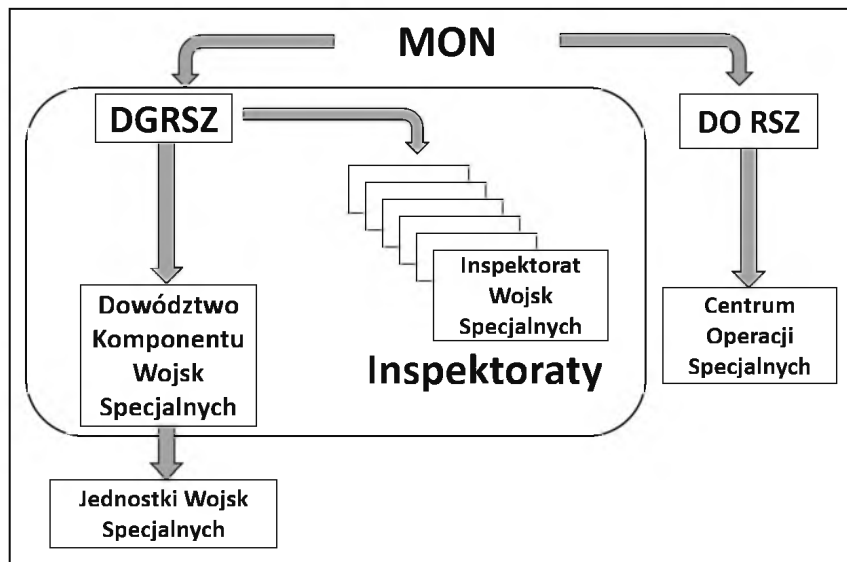 MON
DGRSZ
DO RSZ
Inspektorat
Wojsk
Specjalnych
Inspektoraty
Dowództwo
Komponentu
Wojsk
Specjalnych
Centrum
Operacji
Specjalnych
Jednostki Wojsk
Specjalnych